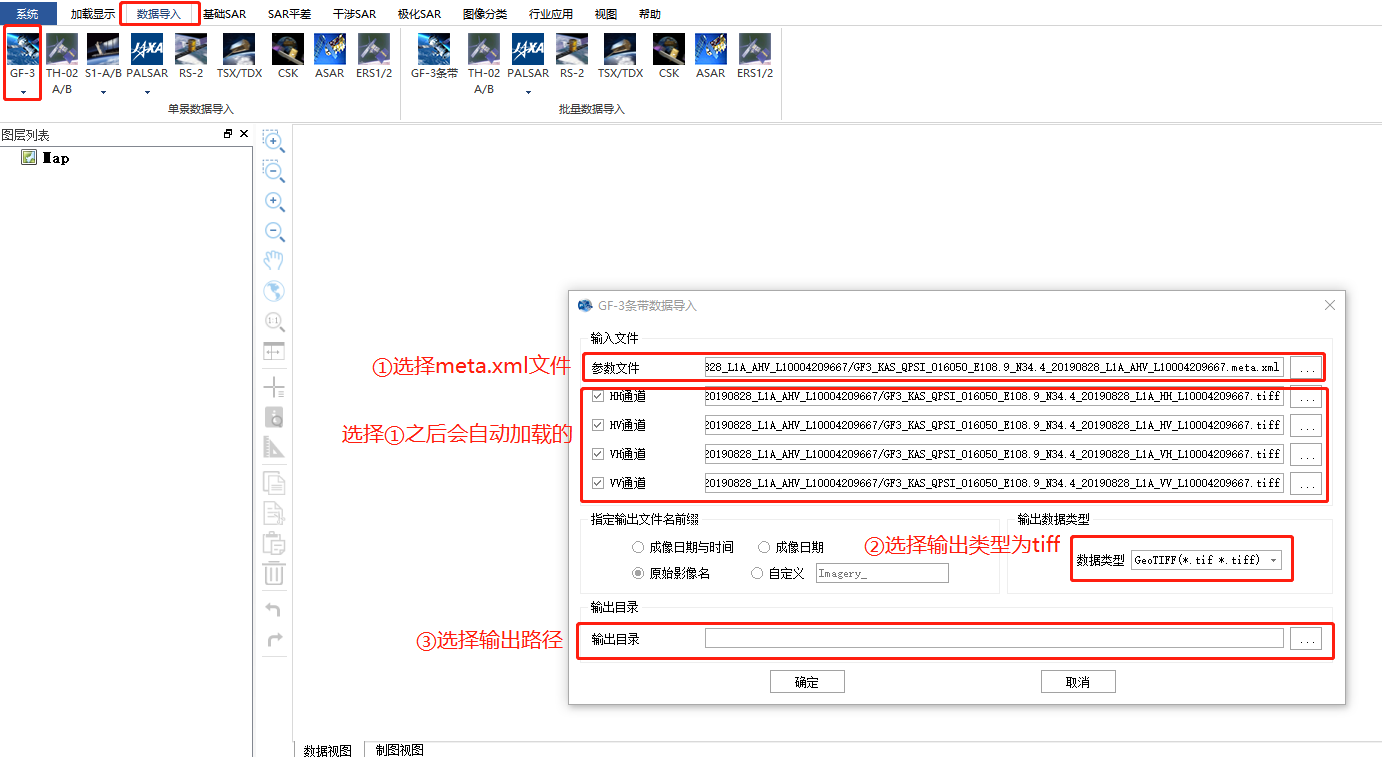 系统 加载显示 数据导入 基础SAR SAR平差 干涉SAR 极化SAR 图像分类 行业应用 视图 帮助
JAXA JAXA
GF-3 TH-02 S1-A/B PALSAR RS-2 TSX/TDX CSK ASAR ERS1/2 GF-3条带 TH-02 PALSAR RS-2 TSX/TDX CSK ASAR ERS1/2
A/B A/B
单景数据导入 批量数据导入
图层列表
Map
1:1
GF-3条带数据导入
输入文件
①选择meta.xml文件
参数文件 828_L1A_AHV_L10004209667/GF3_KAS_QPSI_016050_E108.9_N34.4_20190828_L1A_AHV_L10004209667.meta.xml ...
HH通道 20190828_L1A_AHV_L10004209667/GF3_KAS_QPSI_016050_E108.9_N34.4_20190828_L1A_HH_L10004209667.tiff ...
选择①之后会自动加载的
HV通道 20190828_L1A_AHV_L10004209667/GF3_KAS_QPSI_016050_E108.9_N34.4_20190828_L1A_HV_L10004209667.tiff ...
VH通道 20190828_L1A_AHV_L10004209667/GF3_KAS_QPSI_016050_E108.9_N34.4_20190828_L1A_VH_L10004209667.tiff ...
VV通道 20190828_L1A_AHV_L10004209667/GF3_KAS_QPSI_016050_E108.9_N34.4_20190828_L1A_VV_L10004209667.tiff ...
指定输出文件名前缀
成像日期与时间 成像日期
原始影像名 自定义 Imagery_
输出数据类型
②选择输出类型为tiff
数据类型 GeoTIFF(*.tif *.tiff)
输出目录
③选择输出路径
输出目录 ...
确定 取消
数据视图 制图视图